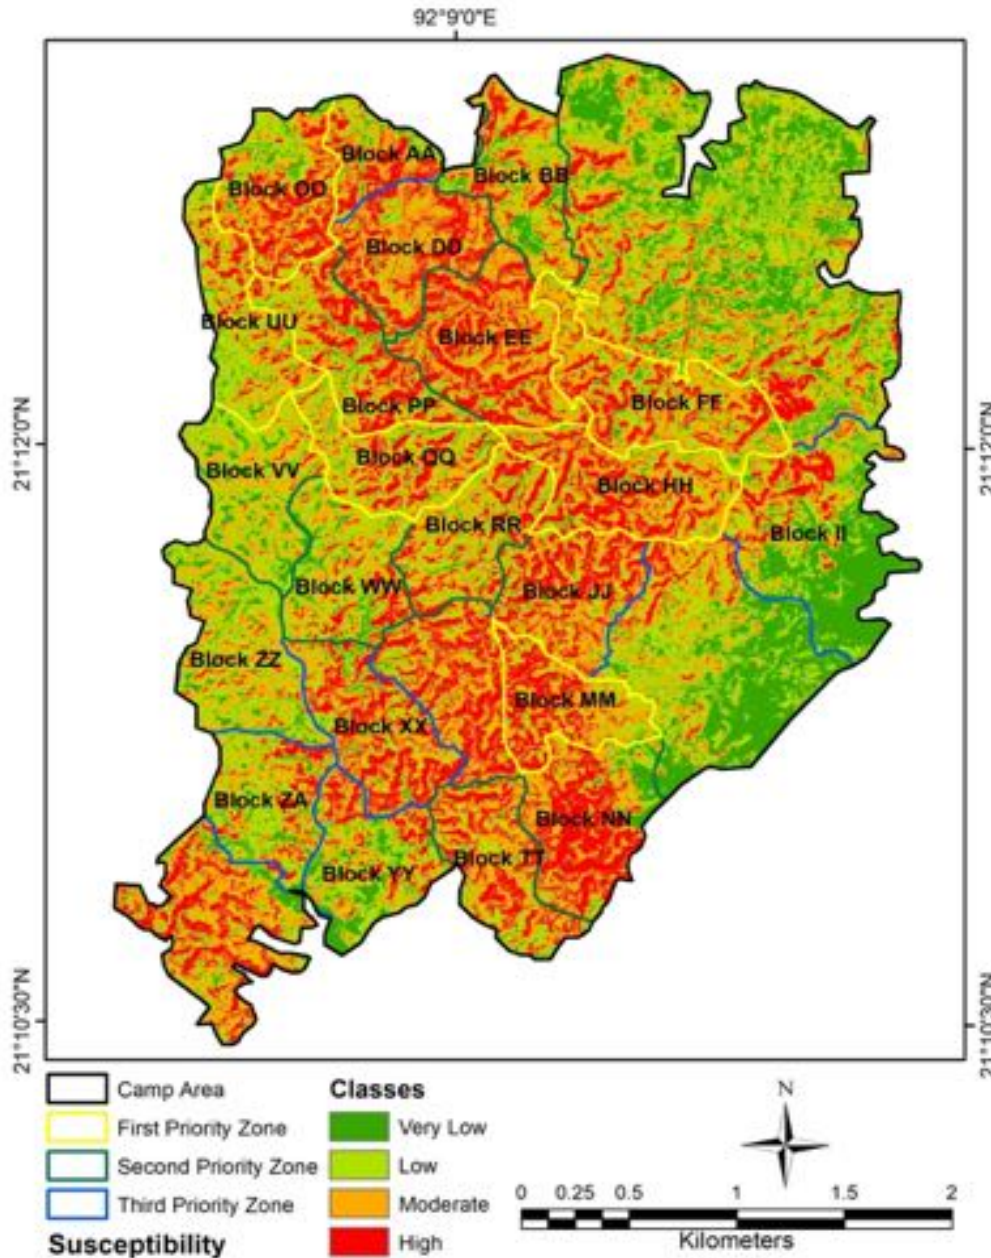 92°9'0"E
Block AA
Block BB
Block OO
Block DD
Block UU
Block EE
Block PP
Block FF
21°12'0"N
21°12'0"N
Block VV
Block QQ
Block HH
Block RR
Block II
Block WW
Block JJ
Block ZZ
Block MM
Block XX
Block ZA
Block NN
Block TT
Block YY
21°10'30"N
21°10'30"N
Camp Area
First Priority Zone
Second Priority Zone
Third Priority Zone
Susceptibility
Classes
Very Low
Low
Moderate
High
N
0 0.25 0.5 1 1.5 2
Kilometers